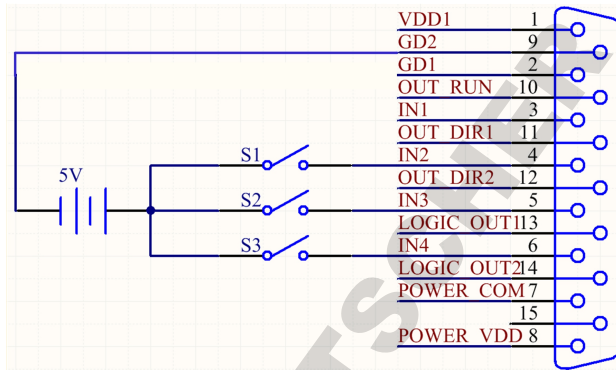 VDD1 1
GD2 9
GD1 2
OUT_RUN 10
IN1 3
OUT_DIR1 11
S1 IN2 4
5V OUT_DIR2 12
S2 IN3 5
LOGIC_OUT1 13
S3 IN4 6
LOGIC_OUT2 14
POWER_COM 7
15
POWER_VDD 8